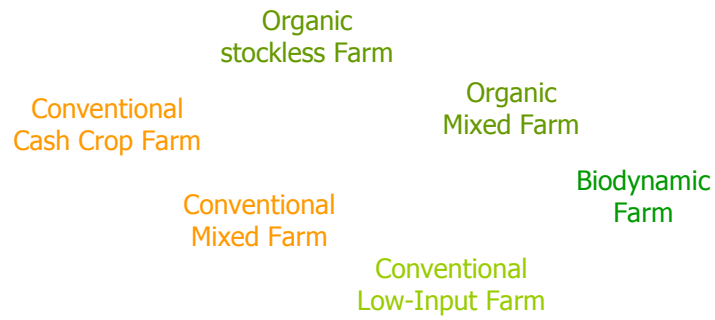 Organic
stockless Farm
Organic
Mixed Farm
Conventional
Cash Crop Farm
Biodynamic
Farm
Conventional
Mixed Farm
Conventional
Low-Input Farm